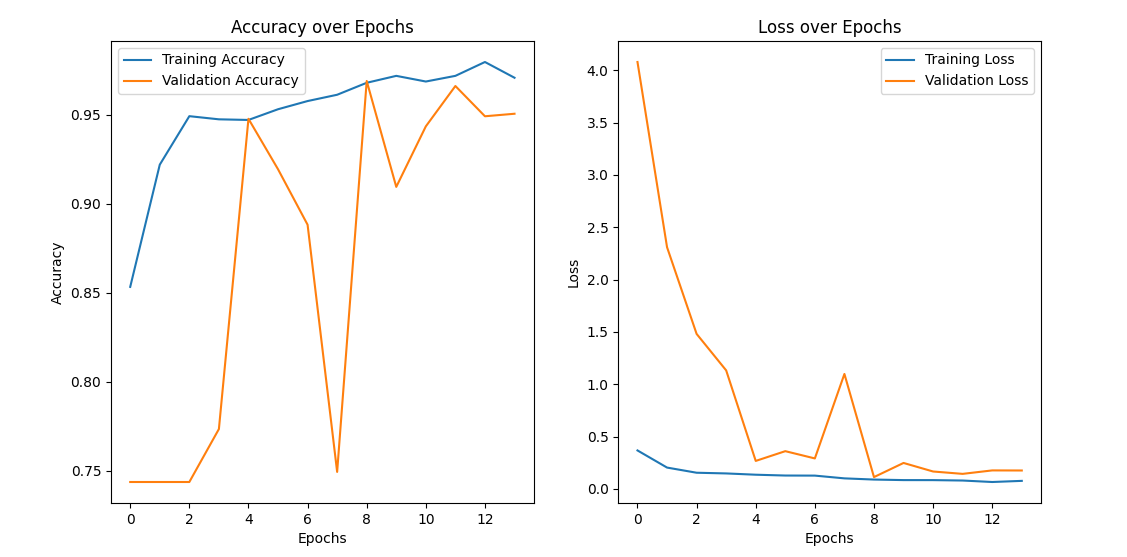 Accuracy over Epochs
Training Accuracy
Validation Accuracy
0.95
0.90
0.85
0.80
0.75
Accuracy
0 2 4 6 8 10 12
Epochs
Loss over Epochs
Training Loss
Validation Loss
4.0
3.5
3.0
2.5
2.0
1.5
1.0
0.5
0.0
Loss
0 2 4 6 8 10 12
Epochs